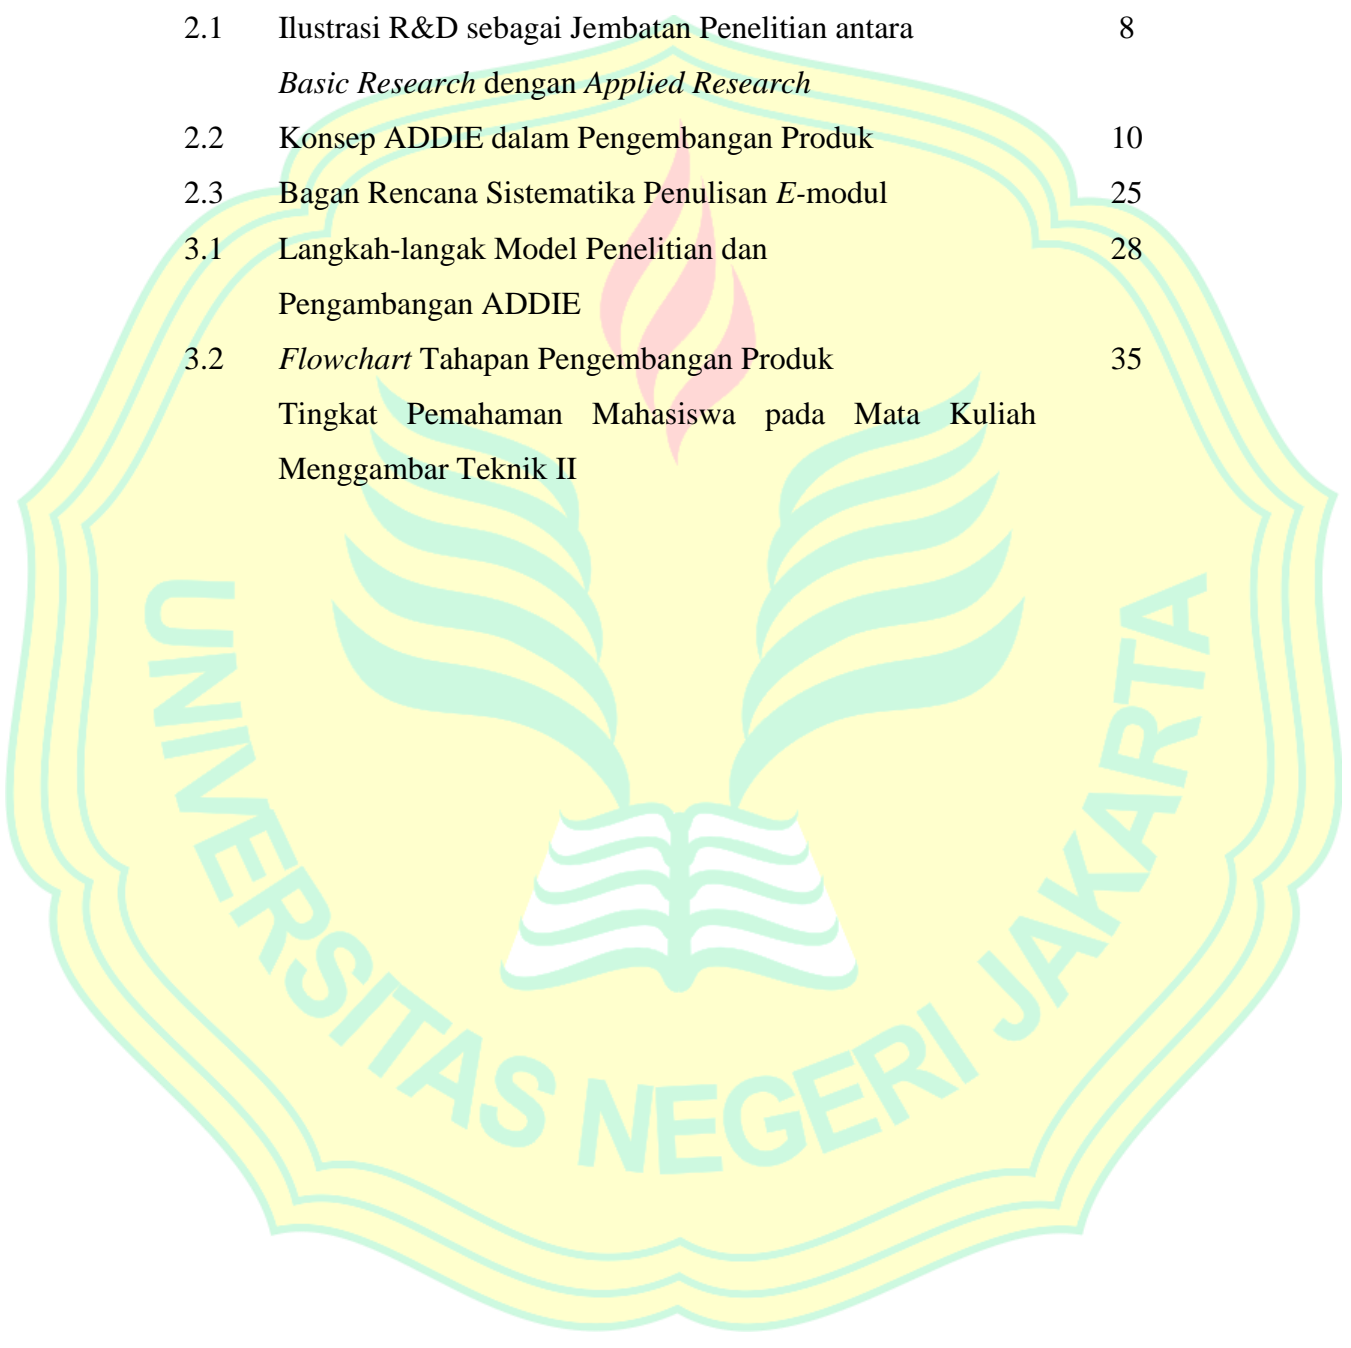 2.1 Ilustrasi R&D sebagai Jembatan Penelitian antara 8
Basic Research dengan Applied Research
2.2 Konsep ADDIE dalam Pengembangan Produk 10
2.3 Bagan Rencana Sistematika Penulisan E-modul 25
3.1 Langkah-langak Model Penelitian dan 28
Pengambangan ADDIE
3.2 Flowchart Tahapan Pengembangan Produk 35
Tingkat Pemahaman Mahasiswa pada Mata Kuliah
Menggambar Teknik II
UNIVERSITAS NEGERI JAKARTA